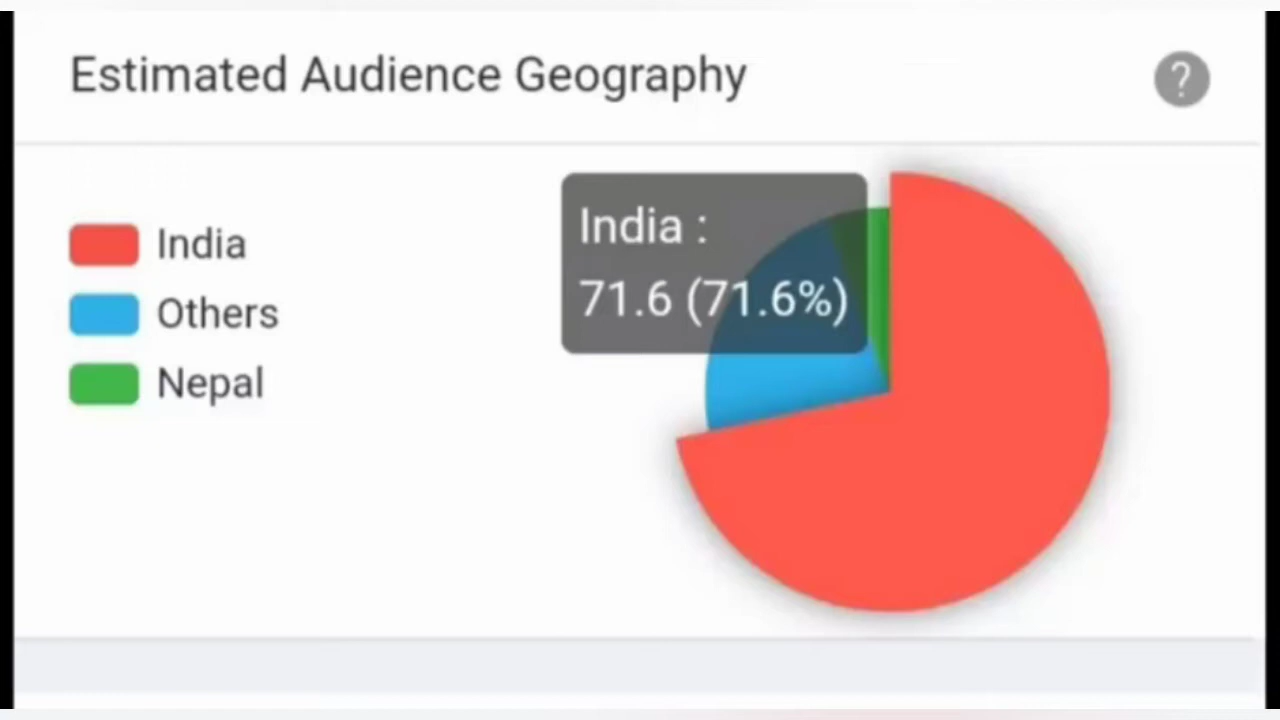 Estimated Audience Geography
?
India
Others
Nepal
India :
71.6 (71.6%)